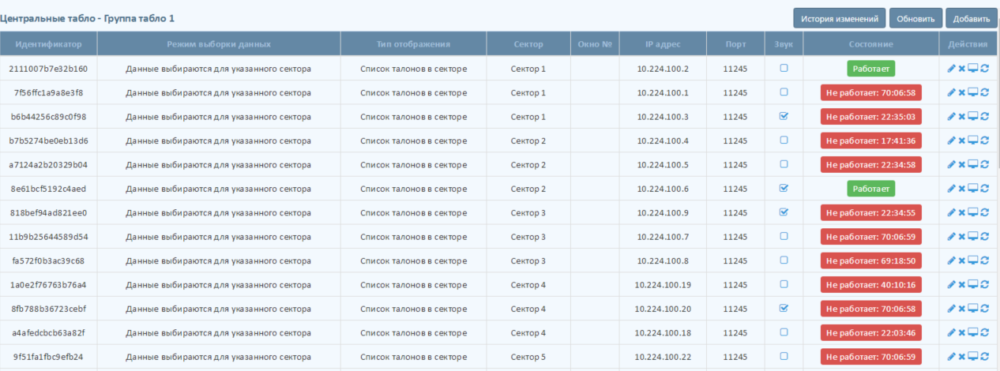 Центральные табло - Группа табло 1
История изменений Обновить Добавить
Идентификатор Режим выборки данных Тип отображения Сектор Окно № IP адрес Порт Звук Состояние Действия
2111007b7e32b160 Данные выбираются для указанного сектора Список талонов в секторе Сектор 1 10.224.100.2 11245 Работает
7f56ffc1a9a8e3f8 Данные выбираются для указанного сектора Список талонов в секторе Сектор 1 10.224.100.1 11245 Не работает: 70:06:58
b6b44256c89c0f98 Данные выбираются для указанного сектора Список талонов в секторе Сектор 1 10.224.100.3 11245 Не работает: 22:35:03
b7b5274be0eb13d6 Данные выбираются для указанного сектора Список талонов в секторе Сектор 2 10.224.100.4 11245 Не работает: 17:41:36
a7124a2b20329b04 Данные выбираются для указанного сектора Список талонов в секторе Сектор 2 10.224.100.5 11245 Не работает: 22:34:58
8e61bcf5192c4aed Данные выбираются для указанного сектора Список талонов в секторе Сектор 2 10.224.100.6 11245 Работает
818bef94ad821ee0 Данные выбираются для указанного сектора Список талонов в секторе Сектор 3 10.224.100.9 11245 Не работает: 22:34:55
11b9b25644589d54 Данные выбираются для указанного сектора Список талонов в секторе Сектор 3 10.224.100.7 11245 Не работает: 70:06:59
fa572f0b3ac39c68 Данные выбираются для указанного сектора Список талонов в секторе Сектор 3 10.224.100.8 11245 Не работает: 69:18:50
1a0e2f76763b76a4 Данные выбираются для указанного сектора Список талонов в секторе Сектор 4 10.224.100.19 11245 Не работает: 40:10:16
8fb788b36723cebf Данные выбираются для указанного сектора Список талонов в секторе Сектор 4 10.224.100.20 11245 Не работает: 70:06:58
a4afedcbcb63a82f Данные выбираются для указанного сектора Список талонов в секторе Сектор 4 10.224.100.18 11245 Не работает: 22:03:46
9f51fa1fbc9efb24 Данные выбираются для указанного сектора Список талонов в секторе Сектор 5 10.224.100.22 11245 Не работает: 70:06:59